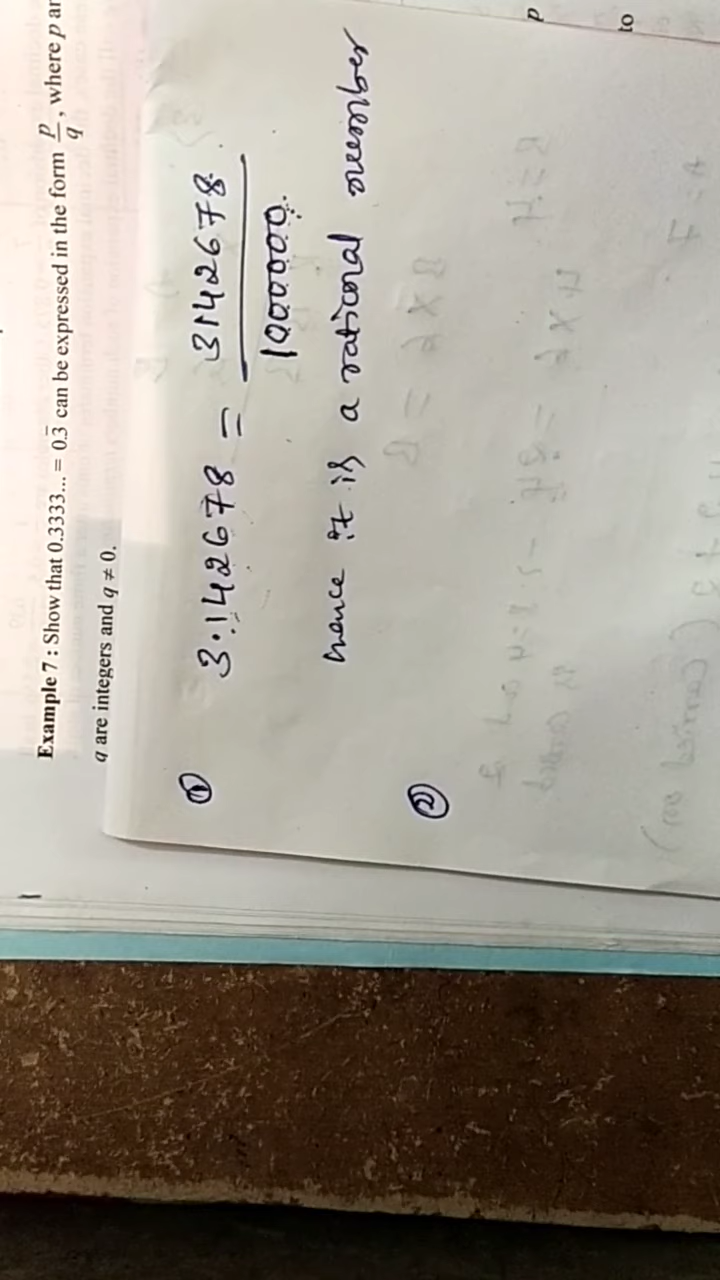 Example 7 : Show that 0.3333... = 0.3̅ can be expressed in the form p/q, where p ar
q are integers and q ≠ 0.
① 3.142678 = 3142678
1000000.
hence it is a rational number
②
p
to